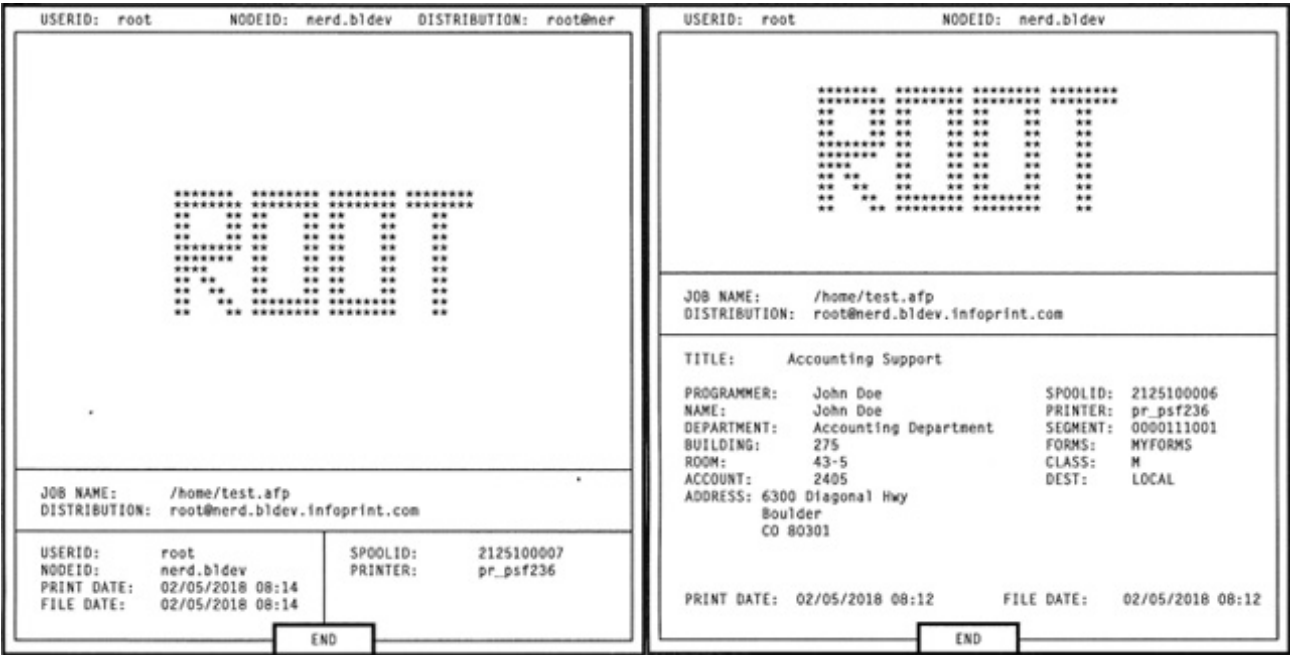 USERID: root NODEID: nerd.bldev DISTRIBUTION: root@ner
ROOT
JOB NAME: /home/test.afp
DISTRIBUTION: root@nerd.bldev.infoprint.com
USERID: root SPOOLID: 2125100007
NODEID: nerd.bldev PRINTER: pr_psf236
PRINT DATE: 02/05/2018 08:14
FILE DATE: 02/05/2018 08:14
END
USERID: root NODEID: nerd.bldev
ROOT
JOB NAME: /home/test.afp
DISTRIBUTION: root@nerd.bldev.infoprint.com
TITLE: Accounting Support
PROGRAMMER: John Doe SPOOLID: 2125100006
NAME: John Doe PRINTER: pr_psf236
DEPARTMENT: Accounting Department SEGMENT: 0000111001
BUILDING: 275 FORMS: MYFORMS
ROOM: 43-5 CLASS: M
ACCOUNT: 2405 DEST: LOCAL
ADDRESS: 6300 Diagonal Hwy
Boulder
CO 80301
PRINT DATE: 02/05/2018 08:12 FILE DATE: 02/05/2018 08:12
END